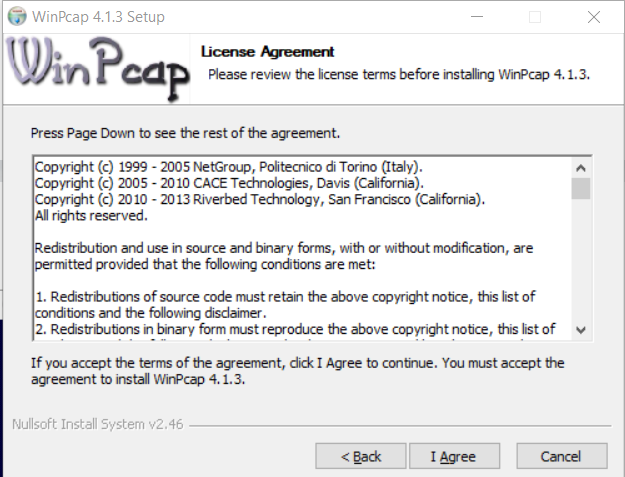 WinPcap 4.1.3 Setup
WinPcap
License Agreement
Please review the license terms before installing WinPcap 4.1.3.
Press Page Down to see the rest of the agreement.
Copyright (c) 1999 - 2005 NetGroup, Politecnico di Torino (Italy).
Copyright (c) 2005 - 2010 CACE Technologies, Davis (California).
Copyright (c) 2010 - 2013 Riverbed Technology, San Francisco (California).
All rights reserved.
Redistribution and use in source and binary forms, with or without modification, are
permitted provided that the following conditions are met:
1. Redistributions of source code must retain the above copyright notice, this list of
conditions and the following disclaimer.
2. Redistributions in binary form must reproduce the above copyright notice, this list of
If you accept the terms of the agreement, click I Agree to continue. You must accept the
agreement to install WinPcap 4.1.3.
Nullsoft Install System v2.46
< Back
I Agree
Cancel